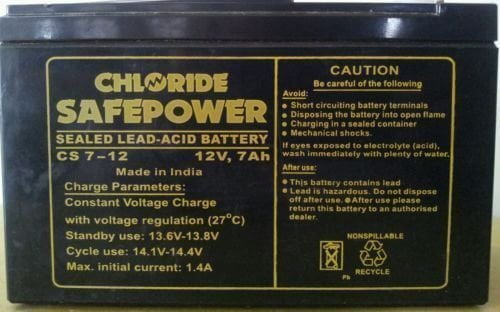 CHLORIDE
SAFEPOWER
SEALED LEAD-ACID BATTERY
CS 7-12 12V, 7Ah
Made in India
Charge Parameters:
Constant Voltage Charge
with voltage regulation (27°C)
Standby use: 13.6V-13.8V
Cycle use: 14.1V-14.4V
Max. initial current: 1.4A
CAUTION
Be careful of the following
Avoid:
● Short circuiting battery terminals
● Disposing the battery into open flame
● Charging in a sealed container
● Mechanical shocks.
If eyes exposed to electrolyte (acid),
wash immediately with plenty of water.
After use:
● This battery contains lead
● Lead is hazardous. Do not dispose
off after use. ● After use please
return this battery to an authorised
dealer.
NONSPILLABLE
Pb
RECYCLE